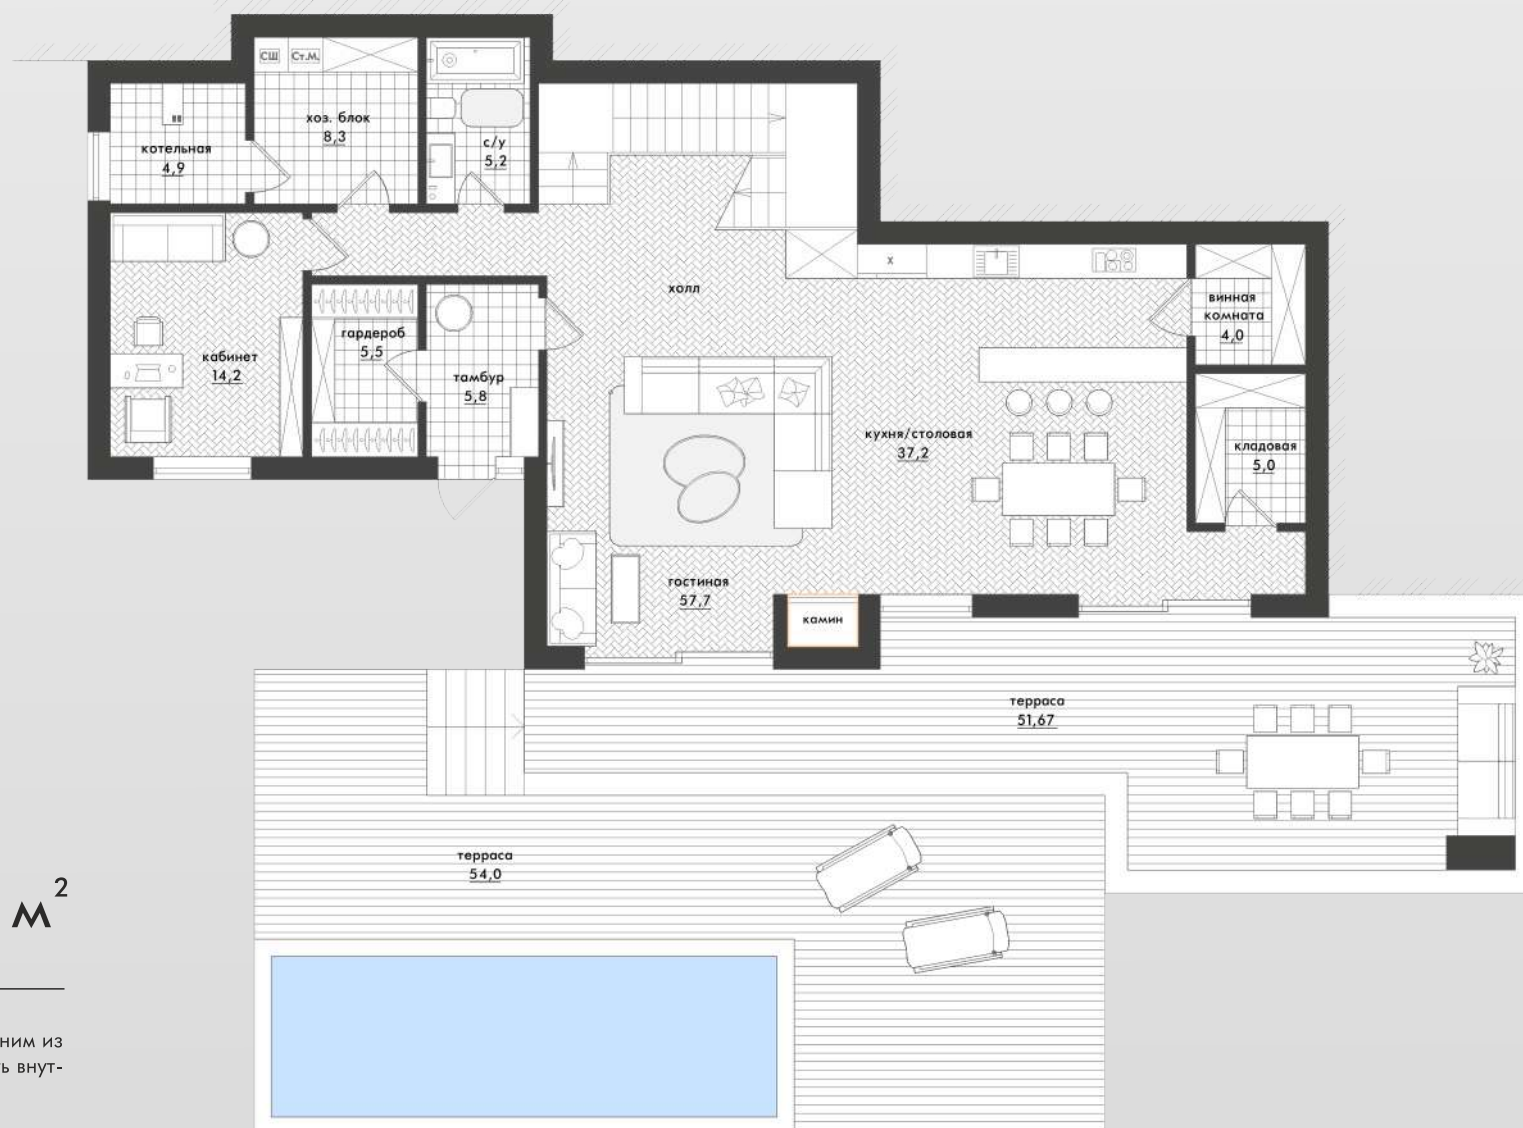 СШ
Ст.М.
хоз. блок
8,3
котельная
4,9
с/у
5,2
холл
винная
комната
4,0
гардероб
5,5
кабинет
14,2
тамбур
5,8
кухня/столовая
37,2
кладовая
5,0
x
гостиная
57,7
камин
терраса
51,67
терраса
54,0
м²
ним из
ь внут-